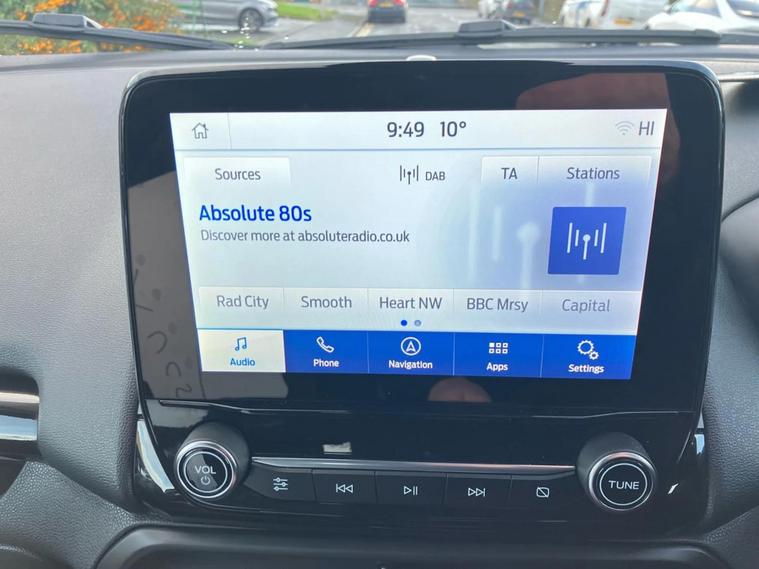 9:49 10° HI
Sources DAB TA Stations
Absolute 80s
Discover more at absoluteradio.co.uk
Rad City Smooth Heart NW BBC Mrsy Capital
Audio Phone Navigation Apps Settings
VOL TUNE